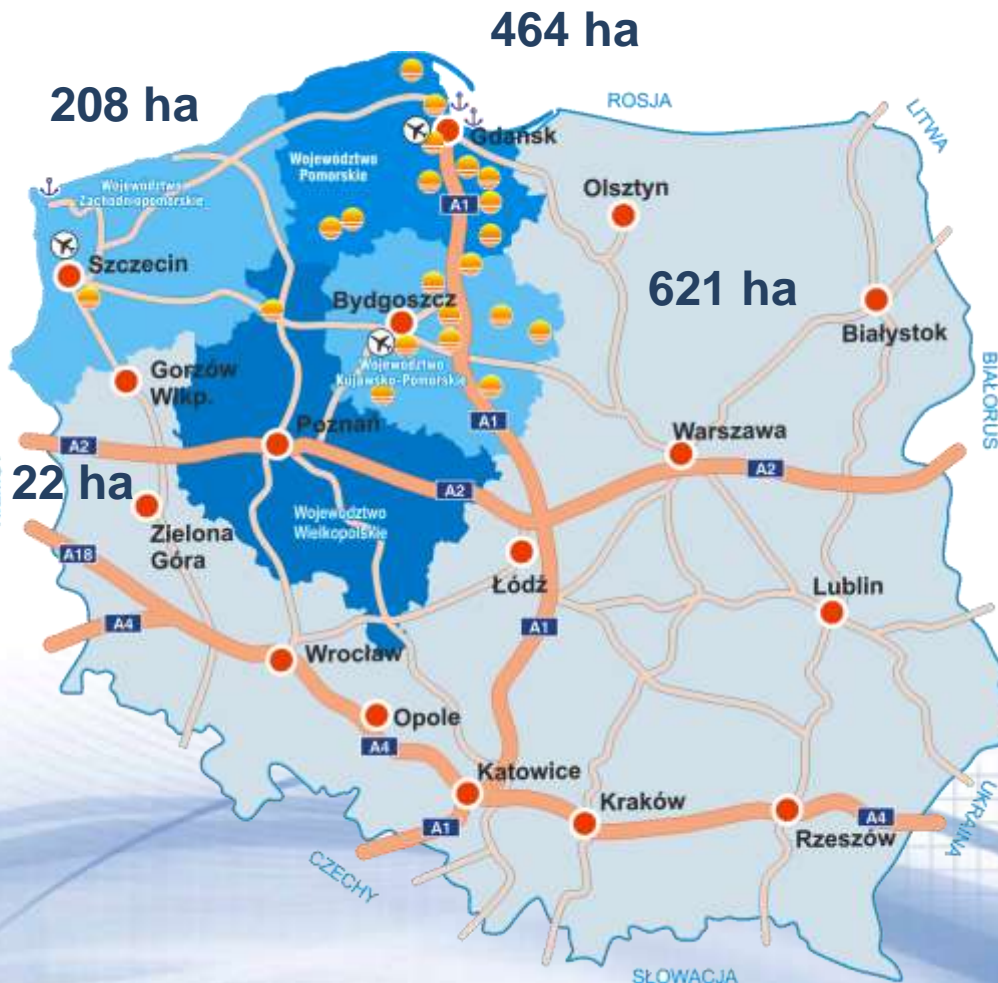 464 ha
208 ha
ROSJA
LITWA
Gdańsk
Województwo
Pomorskie
Województwo
Zachodniopomorskie
Olsztyn
A1
Szczecin
621 ha
Bydgoszcz
Białystok
Województwo
Kujawsko-Pomorskie
BIAŁORUS
Gorzów
Wlkp.
Poznań
A1
Warszawa
A2
A2
22 ha
A2
Województwo
Wielkopolskie
Zielona
Góra
A18
Łódź
Lublin
A4
A1
Wrocław
Opole
A4
Katowice
Kraków
A1
A4
Rzeszów
UKRAINA
CZECHY
SŁOWACJA